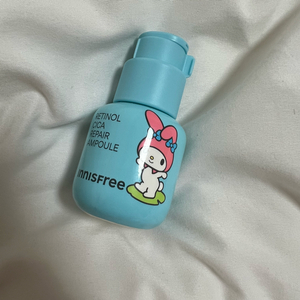 RETINOL
CICA
REPAIR
AMPOULE
INNISFREE